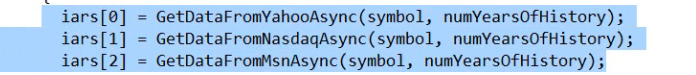 {
iars[0] = GetDataFromYahooAsync(symbol, numYearsOfHistory);
iars[1] = GetDataFromNasdaqAsync(symbol, numYearsOfHistory);
iars[2] = GetDataFromMsnAsync(symbol, numYearsOfHistory);